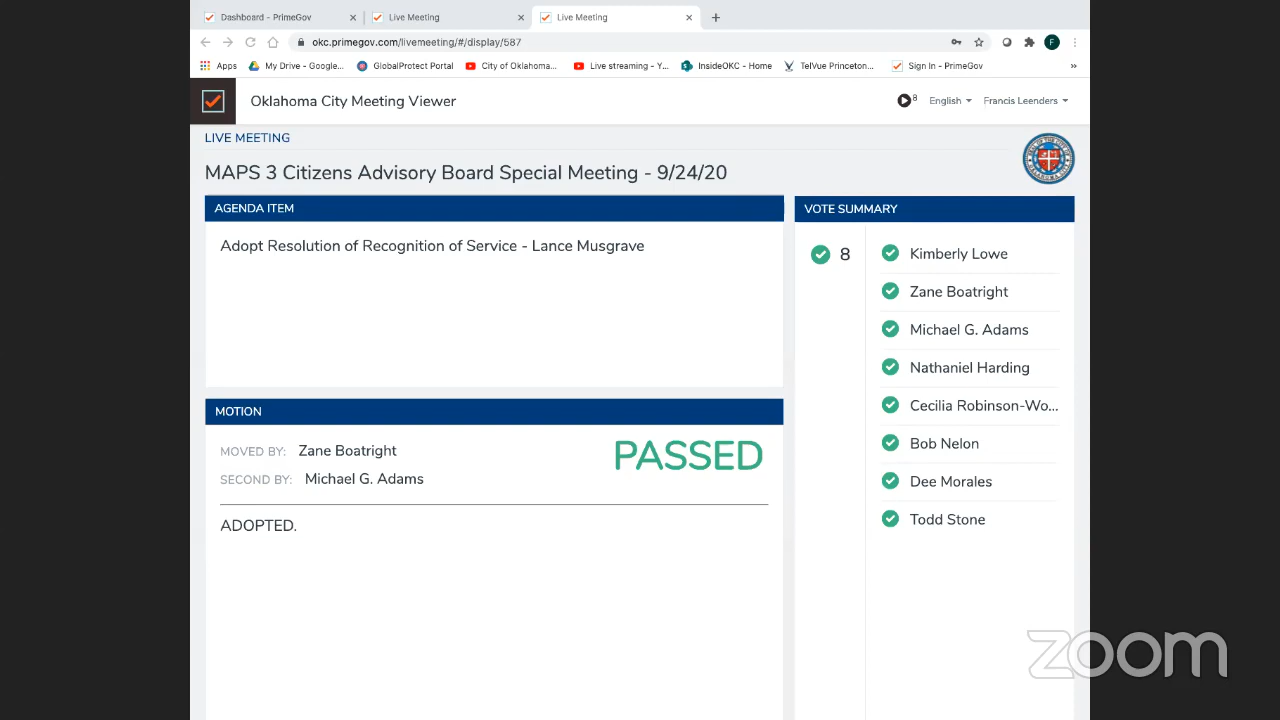 Dashboard - PrimeGov
Live Meeting
Live Meeting
okc.primegov.com/livemeeting/#/display/587
F
Apps
My Drive - Google...
GlobalProtect Portal
City of Oklahoma...
Live streaming - Y...
InsideOKC - Home
TelVue Princeton...
Sign In - PrimeGov
»
Oklahoma City Meeting Viewer
8
English
Francis Leenders
LIVE MEETING
MAPS 3 Citizens Advisory Board Special Meeting - 9/24/20
AGENDA ITEM
Adopt Resolution of Recognition of Service - Lance Musgrave
MOTION
MOVED BY: Zane Boatright
SECOND BY: Michael G. Adams
PASSED
ADOPTED.
VOTE SUMMARY
8
Kimberly Lowe
Zane Boatright
Michael G. Adams
Nathaniel Harding
Cecilia Robinson-Wo...
Bob Nelon
Dee Morales
Todd Stone
zoom